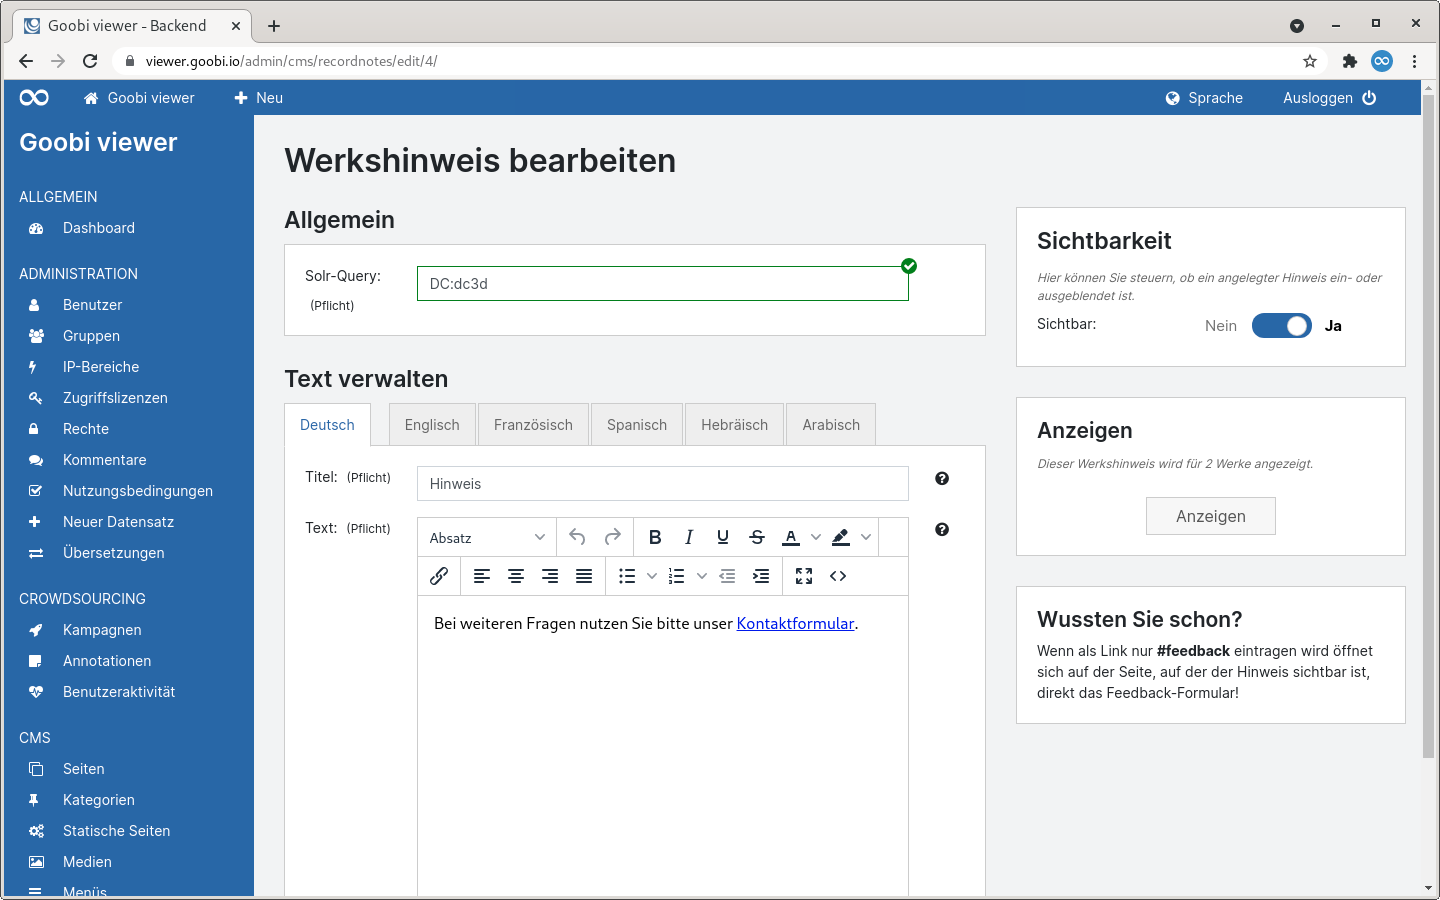 Goobi viewer - Backend
viewer.goobi.io/admin/cms/recordnotes/edit/4/
Goobi viewer
Neu
Sprache
Ausloggen
Goobi viewer
ALLGEMEIN
Dashboard
ADMINISTRATION
Benutzer
Gruppen
IP-Bereiche
Zugriffslizenzen
Rechte
Kommentare
Nutzungsbedingungen
Neuer Datensatz
Übersetzungen
CROWDSOURCING
Kampagnen
Annotationen
Benutzeraktivität
CMS
Seiten
Kategorien
Statische Seiten
Medien
Menüs
Werkshinweis bearbeiten
Allgemein
Solr-Query:
(Pflicht)
DC:dc3d
Text verwalten
Deutsch
Englisch
Französisch
Spanisch
Hebräisch
Arabisch
Titel: (Pflicht)
Hinweis
Text: (Pflicht)
Absatz
Bei weiteren Fragen nutzen Sie bitte unser Kontaktformular.
Sichtbarkeit
Hier können Sie steuern, ob ein angelegter Hinweis ein- oder
ausgeblendet ist.
Sichtbar:
Nein
Ja
Anzeigen
Dieser Werkshinweis wird für 2 Werke angezeigt.
Anzeigen
Wussten Sie schon?
Wenn als Link nur #feedback eintragen wird öffnet
sich auf der Seite, auf der der Hinweis sichtbar ist,
direkt das Feedback-Formular!